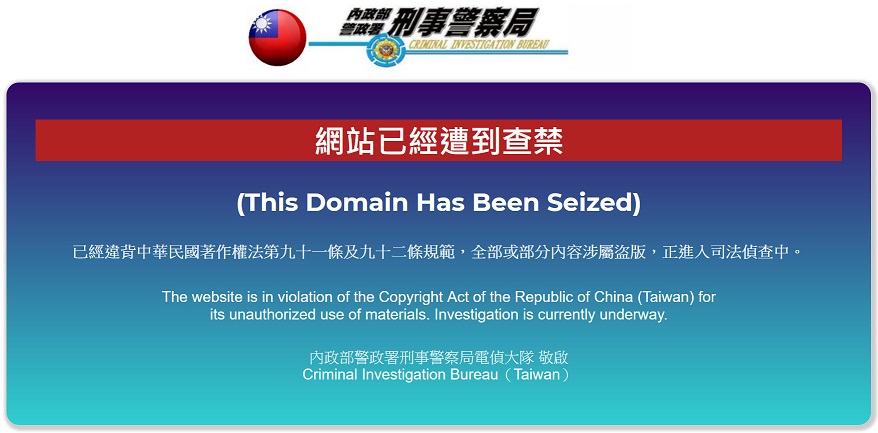 內政部
警政署
刑事警察局
CRIMINAL INVESTIGATION BUREAU
網站已經遭到查禁
(This Domain Has Been Seized)
已經違背中華民國著作權法第九十一條及九十二條規範，全部或部分內容涉屬盜版，正進入司法偵查中。
The website is in violation of the Copyright Act of the Republic of China (Taiwan) for
its unauthorized use of materials. Investigation is currently underway.
內政部警政署刑事警察局電偵大隊 敬啟
Criminal Investigation Bureau（Taiwan）